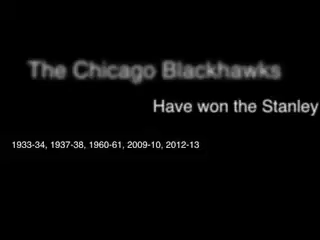 The Chicago Blackhawks
Have won the Stanley
1933-34, 1937-38, 1960-61, 2009-10, 2012-13